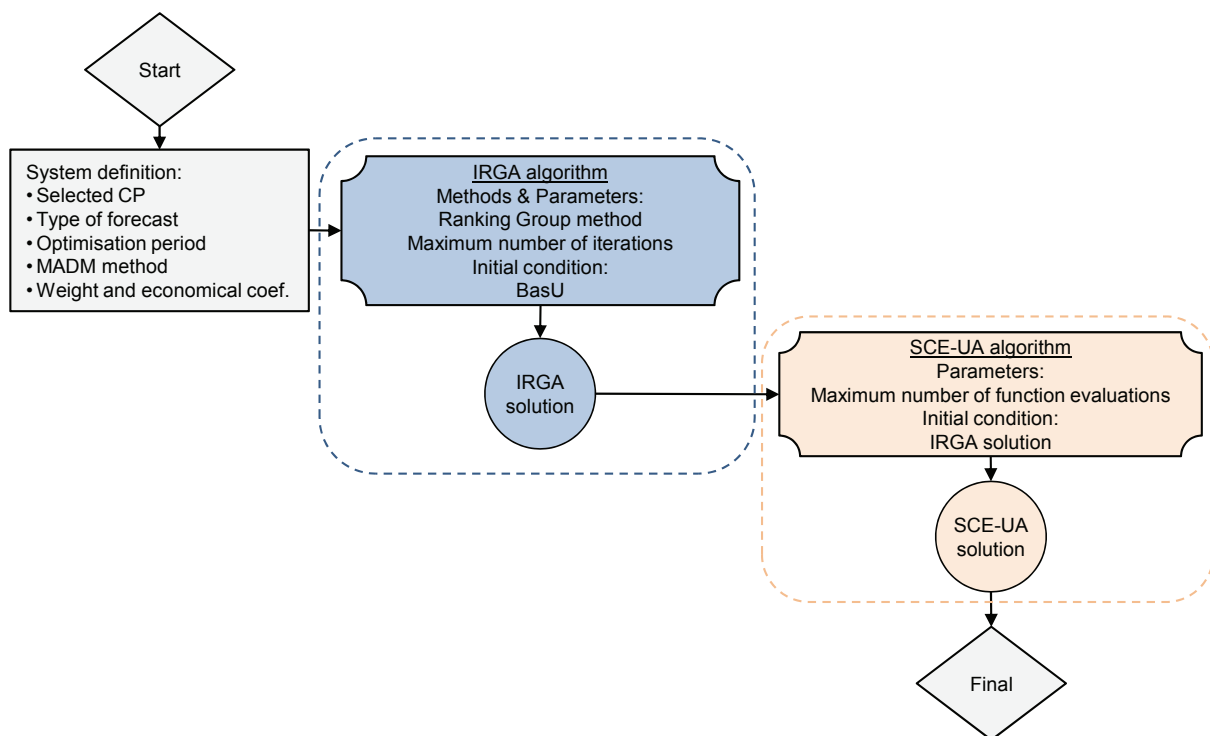 Start
System definition:
• Selected CP
• Type of forecast
• Optimisation period
• MADM method
• Weight and economical coef.
IRGA algorithm
Methods & Parameters:
Ranking Group method
Maximum number of iterations
Initial condition:
BasU
IRGA
solution
SCE-UA algorithm
Parameters:
Maximum number of function evaluations
Initial condition:
IRGA solution
SCE-UA
solution
Final